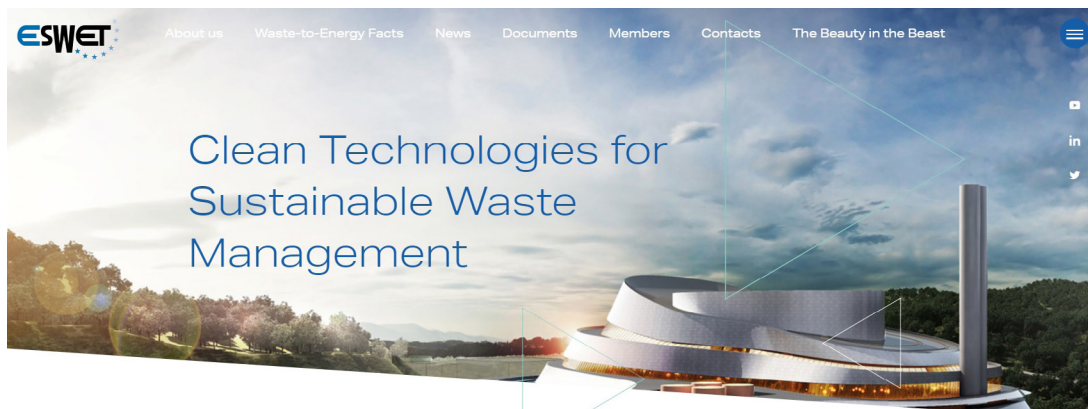 ESWET
About us Waste-to-Energy Facts News Documents Members Contacts The Beauty in the Beast
in
Clean Technologies for
Sustainable Waste
Management